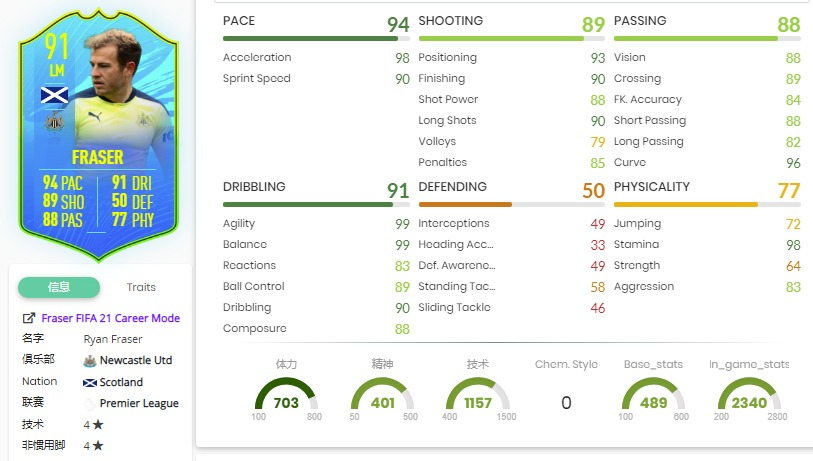 91
LM
FRASER
94 PAC 91 DRI
89 SHO 50 DEF
88 PAS 77 PHY
信息 Traits
Fraser FIFA 21 Career Mode
名字 Ryan Fraser
俱乐部 Newcastle Utd
Nation Scotland
联赛 Premier League
技术 4 ★
非惯用脚 4 ★
PACE 94
Acceleration 98
Sprint Speed 90
SHOOTING 89
Positioning 93
Finishing 90
Shot Power 88
Long Shots 90
Volleys 79
Penalties 85
PASSING 88
Vision 88
Crossing 89
FK. Accuracy 84
Short Passing 88
Long Passing 82
Curve 96
DRIBBLING 91
Agility 99
Balance 99
Reactions 83
Ball Control 89
Dribbling 90
Composure 88
DEFENDING 50
Interceptions 49
Heading Acc... 33
Def. Awarene... 49
Standing Tac... 58
Sliding Tackle 46
PHYSICALITY 77
Jumping 72
Stamina 98
Strength 64
Aggression 83
体力 精神 技术 Chem. Style Base_stats In_game_stats
703 401 1157 0 489 2340
100 800 50 500 400 1500 100 600 200 2800